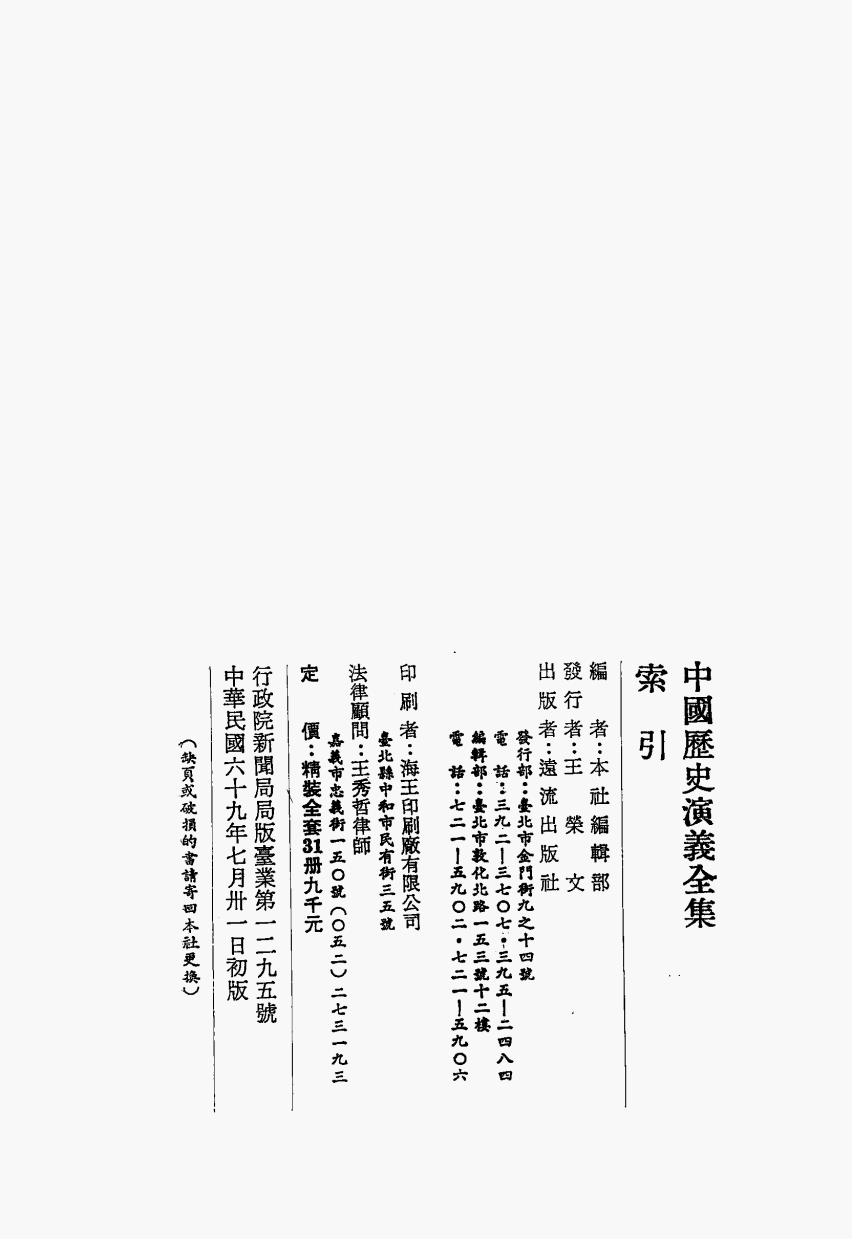 中國歷史演義全集
索引
編者：本社編輯部
發行者：王榮文
出版者：遠流出版社
發行部：臺北市金門街九之十四號
電話：三九二—三七〇七・三九五—二四八四
編輯部：臺北市敦化北路一五三號十二樓
電話：七二一—五九〇二・七二一—五九〇六
印刷者：海王印刷廠有限公司
臺北縣中和市民有街三五號
法律顧問：王秀哲律師
嘉義市忠義街一五〇號（〇五二）二七三一九三
定價：精裝全套31册九千元
行政院新聞局局版臺業第一二九五號
中華民國六十九年七月卅一日初版
（缺頁或破損的書請寄回本社更換）